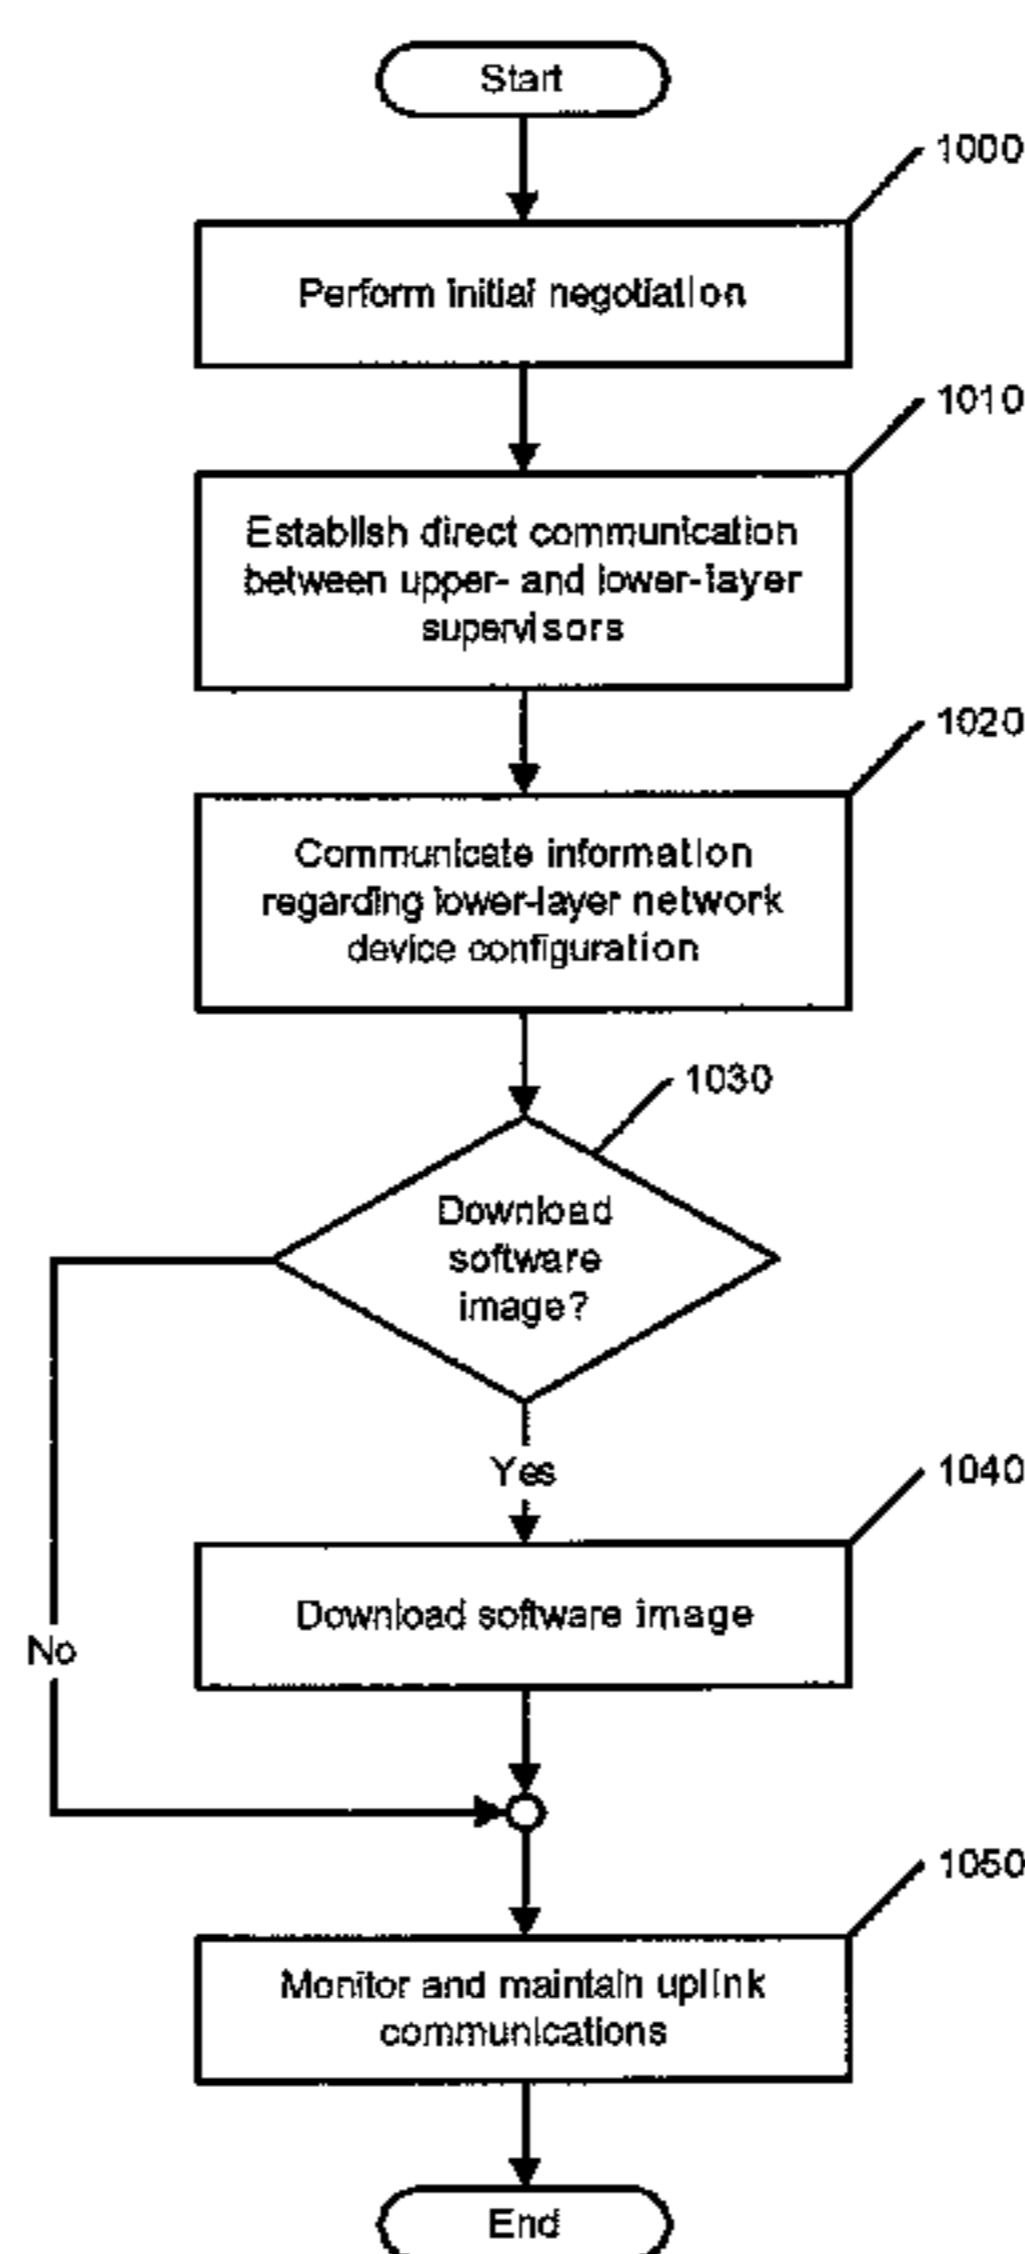 Start
1000
Perform initial negotiation
1010
Establish direct communication
between upper- and lower-layer
supervisors
1020
Communicate information
regarding lower-layer network
device configuration
1030
Download
software
image?
Yes
1040
Download software image
No
1050
Monitor and maintain uplink
communications
End